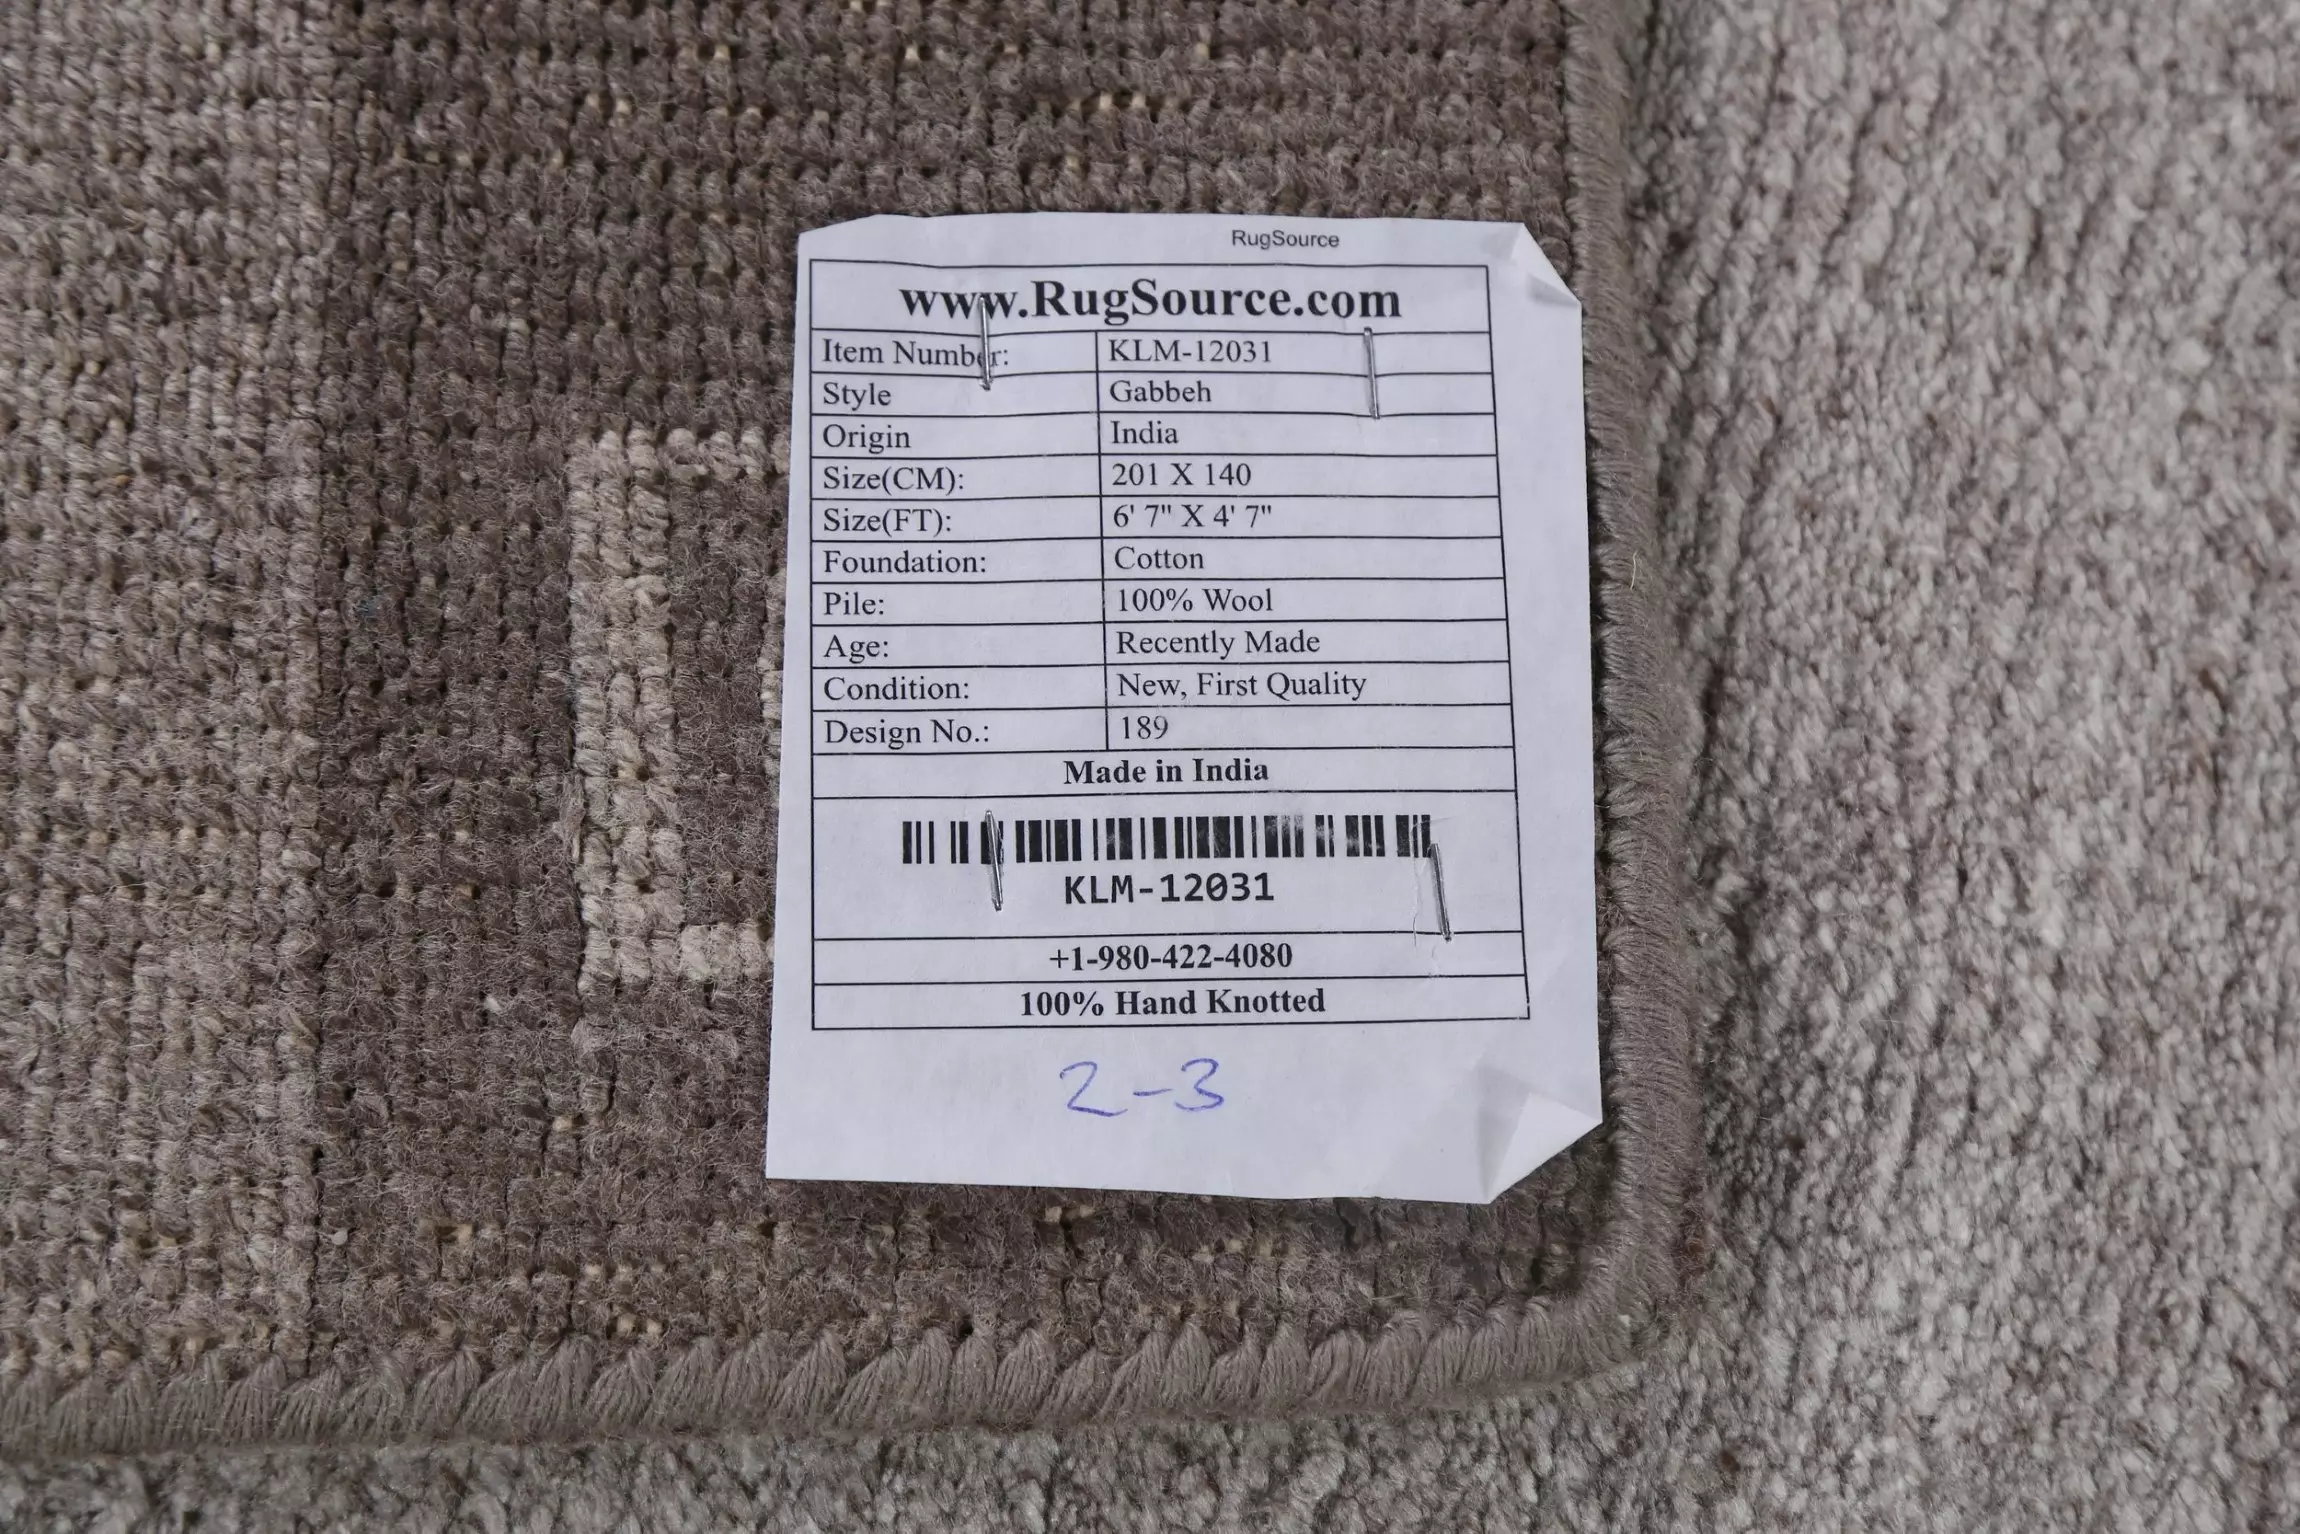 RugSource
www.RugSource.com
Item Number: KLM-12031
Style Gabbeh
Origin India
Size(CM): 201 X 140
Size(FT): 6' 7" X 4' 7"
Foundation: Cotton
Pile: 100% Wool
Age: Recently Made
Condition: New, First Quality
Design No.: 189
Made in India
KLM-12031
+1-980-422-4080
100% Hand Knotted
2-3